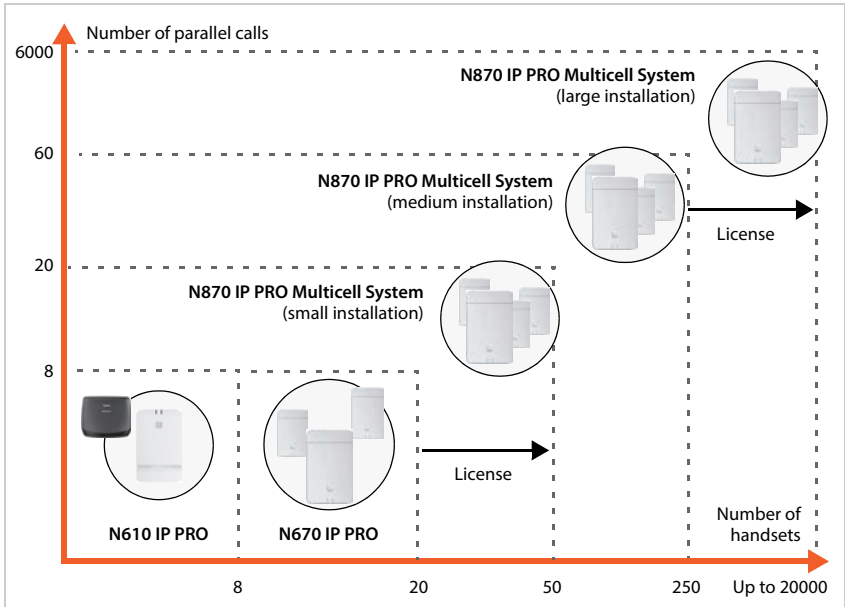 Number of parallel calls
6000
N870 IP PRO Multicell System
(large installation)
60
N870 IP PRO Multicell System
(medium installation)
License
20
N870 IP PRO Multicell System
(small installation)
8
License
Number of
handsets
N610 IP PRO
N670 IP PRO
8
20
50
250
Up to 20000